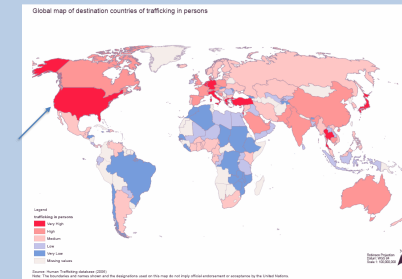 Global map of destination countries of trafficking in persons
Legend
trafficking in persons
Very High
High
Medium
Low
Very Low
Missing values
Source: Human Trafficking database (2005)
Note: The boundaries and names shown and the designations used on this map do not imply official endorsement or acceptance by the United Nations.